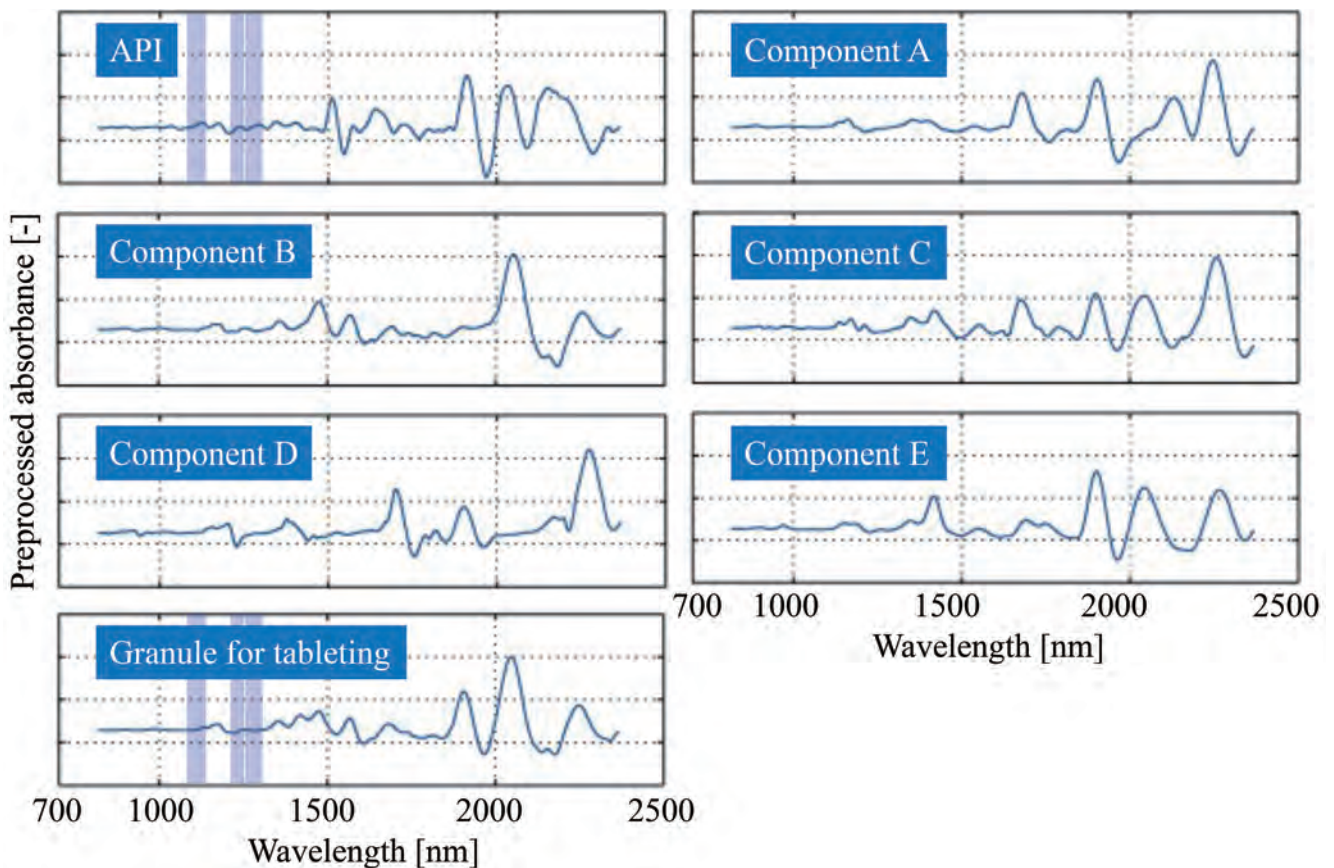 API
Component A
Component B
Component C
Component D
Component E
Granule for tableting
Preprocessed absorbance [-]
700 1000 1500 2000 2500
Wavelength [nm]
700 1000 1500 2000 2500
Wavelength [nm]